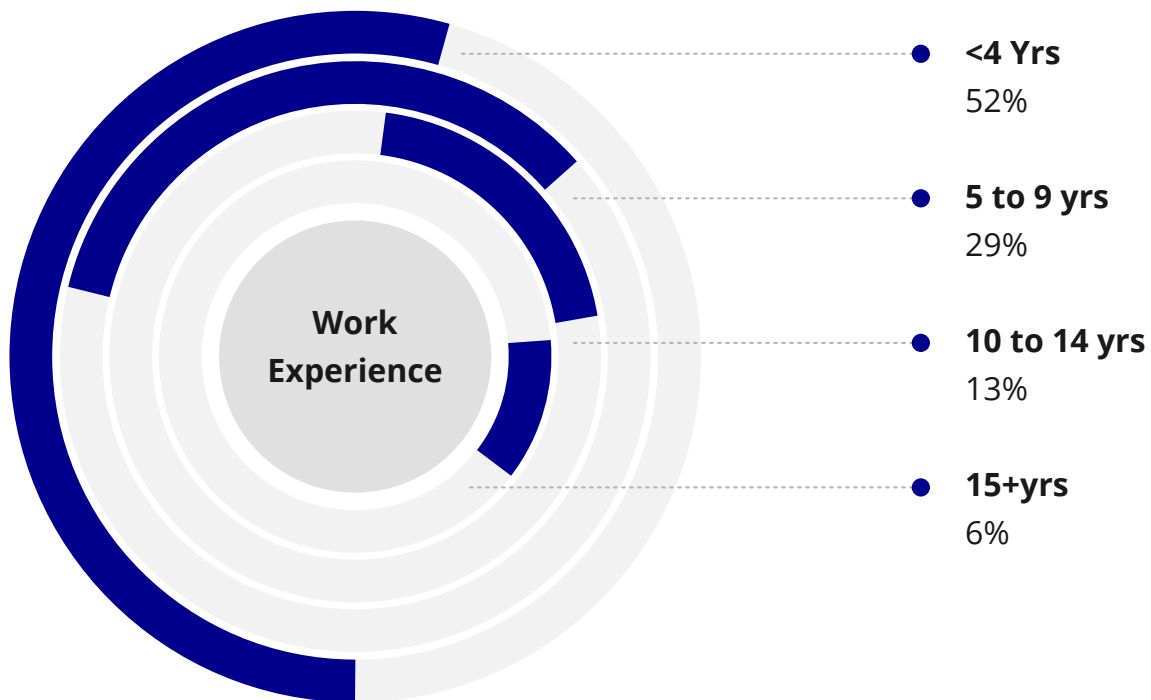 Work
Experience
<4 Yrs
52%
5 to 9 yrs
29%
10 to 14 yrs
13%
15+yrs
6%